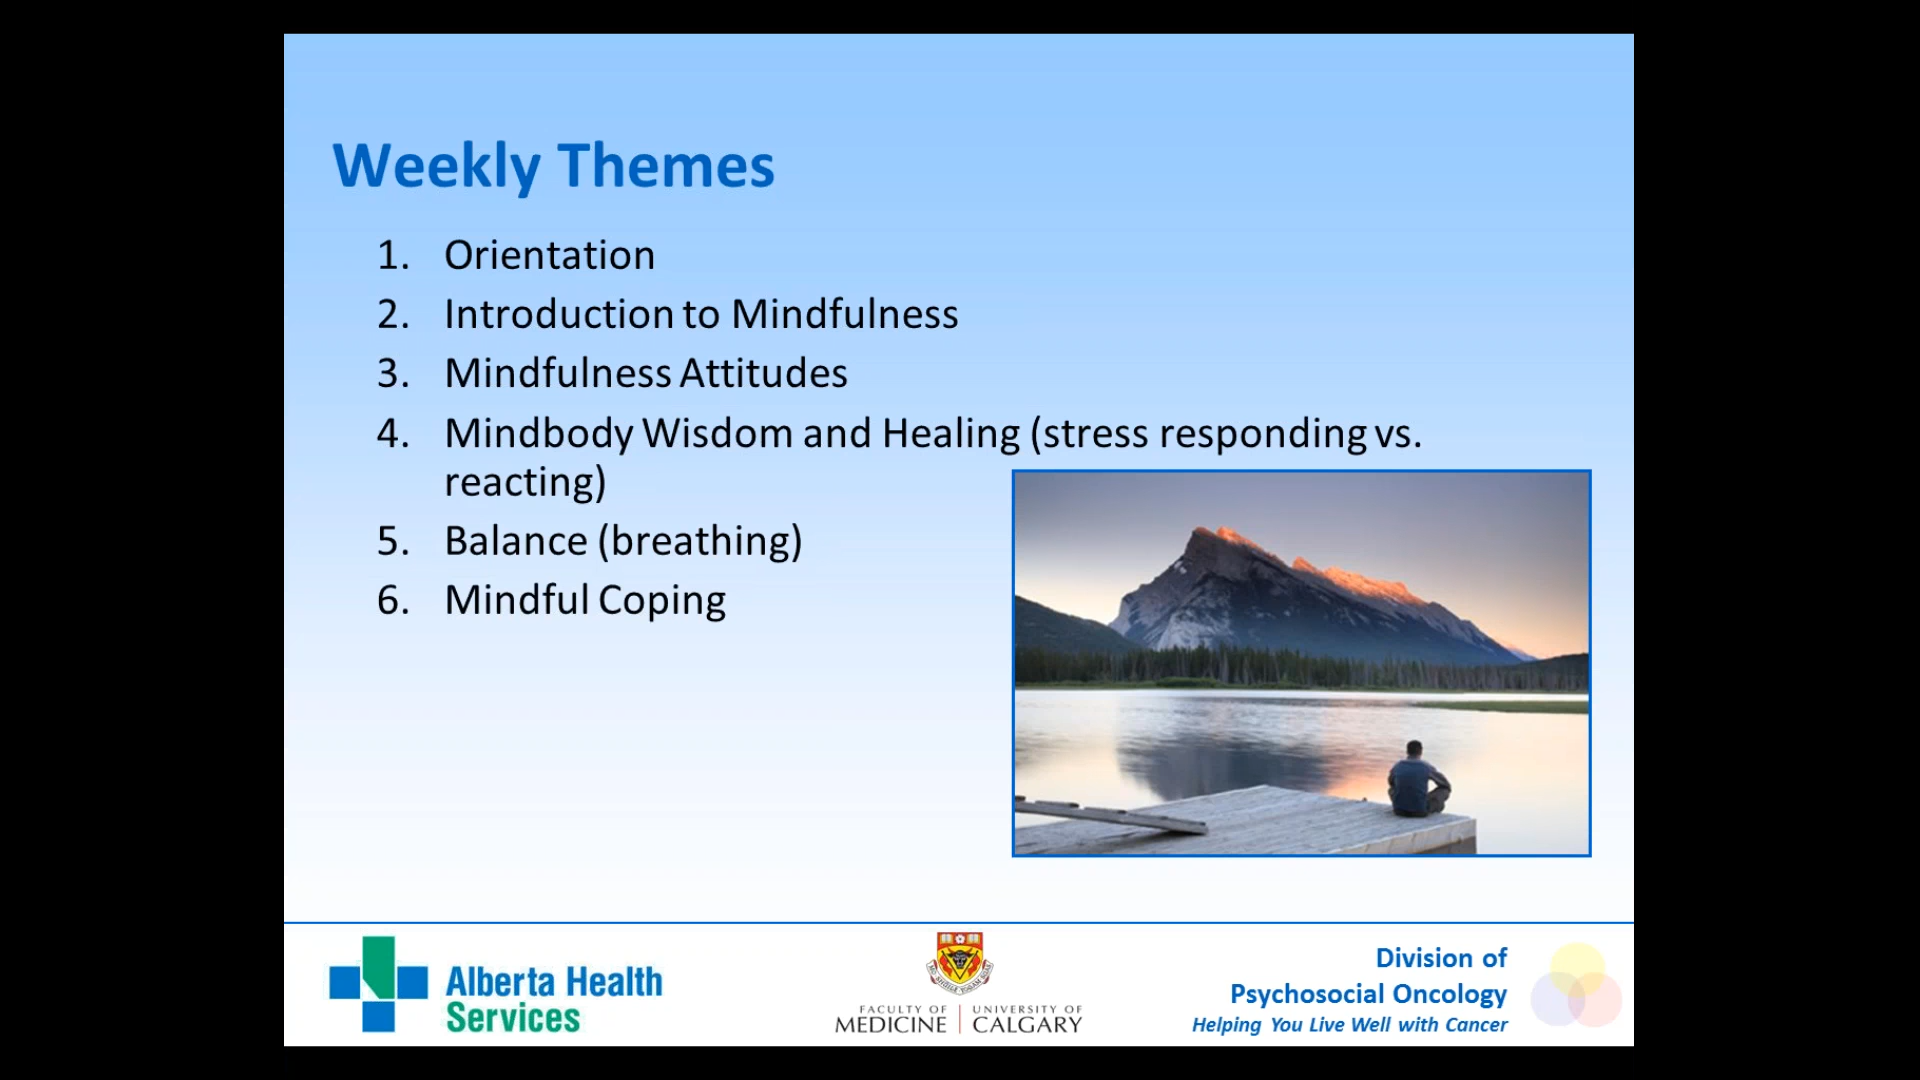 Weekly Themes
1. Orientation
2. Introduction to Mindfulness
3. Mindfulness Attitudes
4. Mindbody Wisdom and Healing (stress responding vs.
reacting)
5. Balance (breathing)
6. Mindful Coping
Alberta Health
Services
FACULTY OF
MEDICINE
UNIVERSITY OF
CALGARY
Division of
Psychosocial Oncology
Helping You Live Well with Cancer